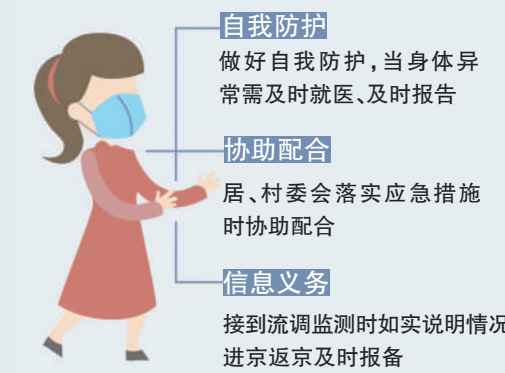 自我防护
做好自我防护，当身体异
常需及时就医、及时报告
协助配合
居、村委会落实应急措施
时协助配合
信息义务
接到流调监测时如实说明情况
进京返京及时报备